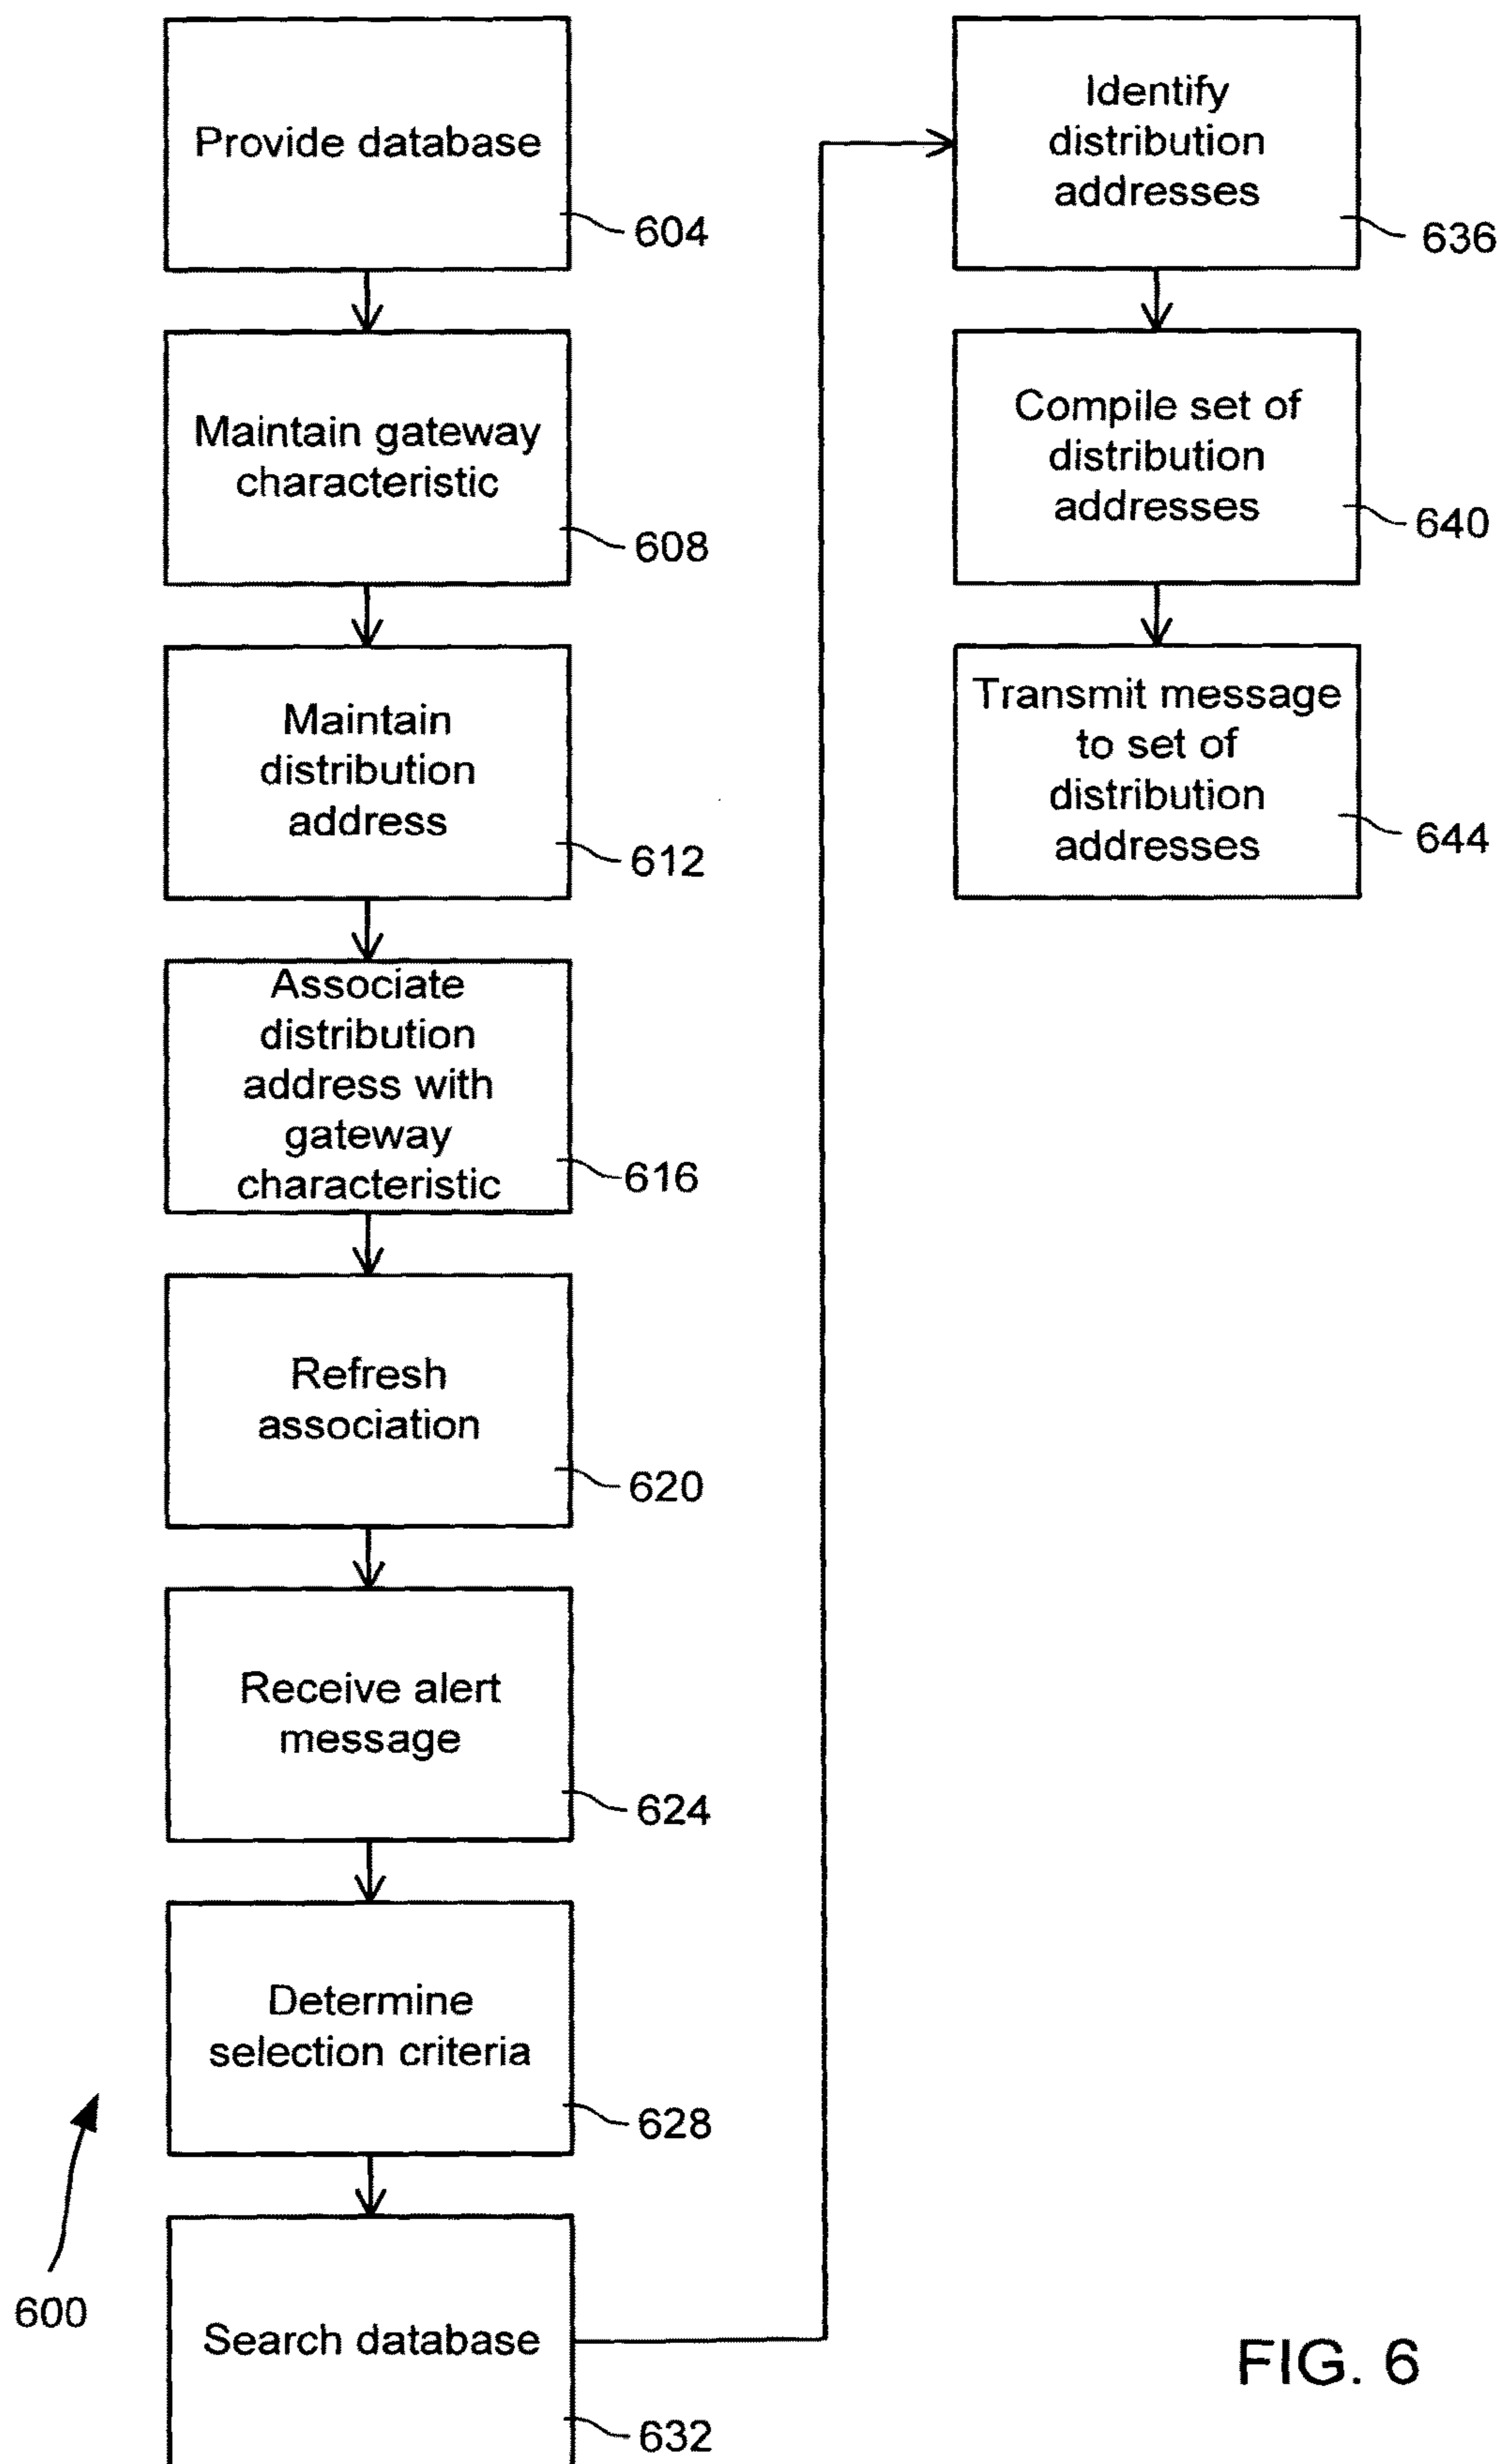 Provide database
604
Maintain gateway
characteristic
608
Maintain
distribution
address
612
Associate
distribution
address with
gateway
characteristic
616
Refresh
association
620
Receive alert
message
624
Determine
selection criteria
628
Search database
632
600
Identify
distribution
addresses
636
Compile set of
distribution
addresses
640
Transmit message
to set of
distribution
addresses
644
FIG. 6